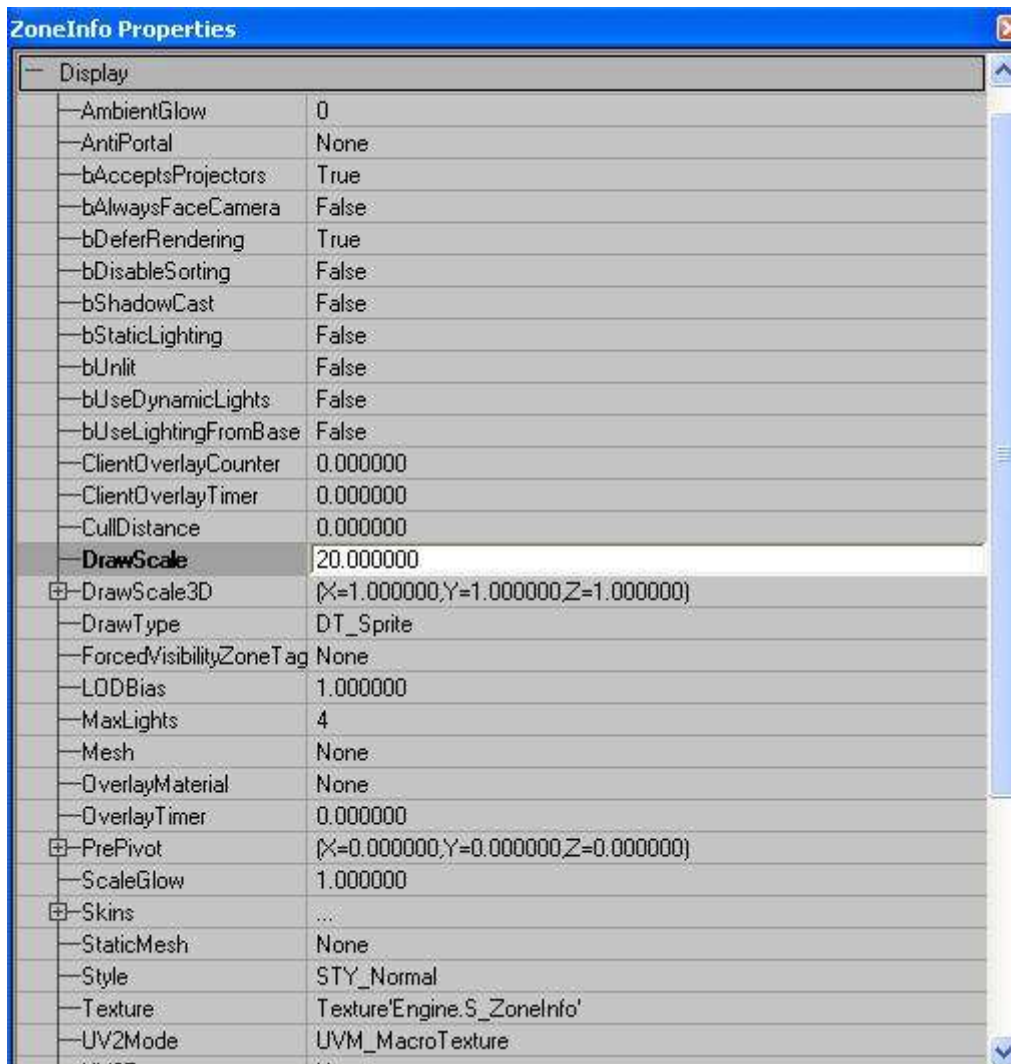 ZoneInfo Properties
Display
AmbientGlow 0
AntiPortal None
bAcceptsProjectors True
bAlwaysFaceCamera False
bDeferRendering True
bDisableSorting False
bShadowCast False
bStaticLighting False
bUnlit False
bUseDynamicLights False
bUseLightingFromBase False
ClientOverlayCounter 0.000000
ClientOverlayTimer 0.000000
CullDistance 0.000000
DrawScale 20.000000
DrawScale3D (X=1.000000,Y=1.000000,Z=1.000000)
DrawType DT_Sprite
ForcedVisibilityZoneTag None
LODBias 1.000000
MaxLights 4
Mesh None
OverlayMaterial None
OverlayTimer 0.000000
PrePivot (X=0.000000,Y=0.000000,Z=0.000000)
ScaleGlow 1.000000
Skins ...
StaticMesh None
Style STY_Normal
Texture Texture'Engine.S_ZoneInfo'
UV2Mode UVM_MacroTexture